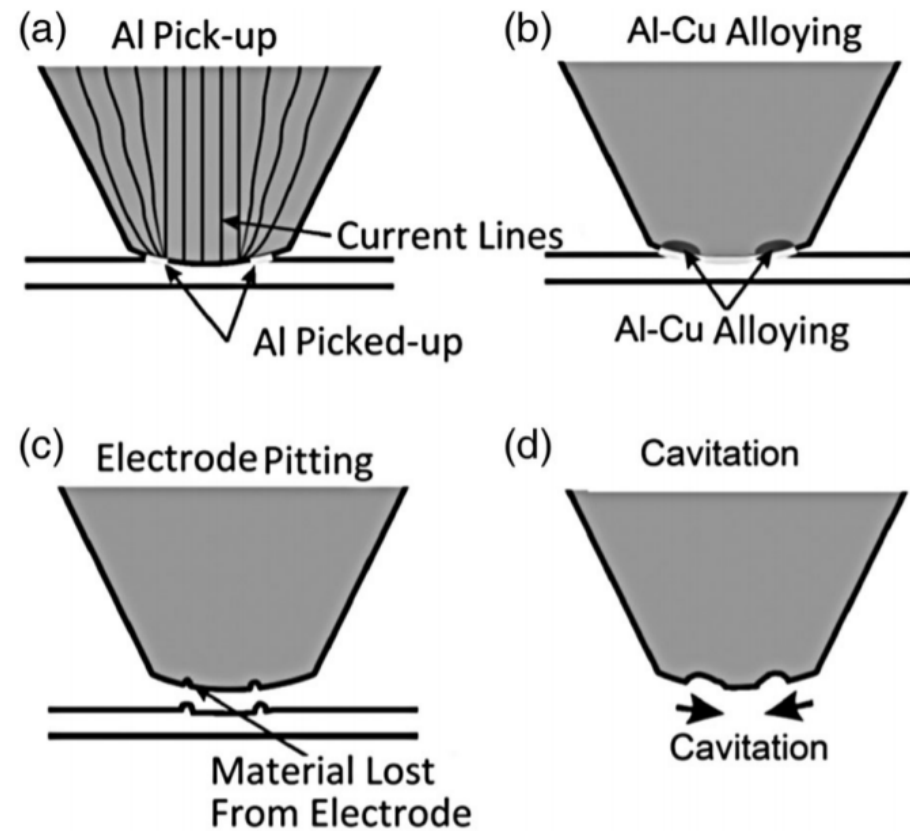 (a)
Al Pick-up
Current Lines
Al Picked-up
(b)
Al-Cu Alloying
Al-Cu Alloying
(c)
Electrode Pitting
Material Lost
From Electrode
(d)
Cavitation
Cavitation